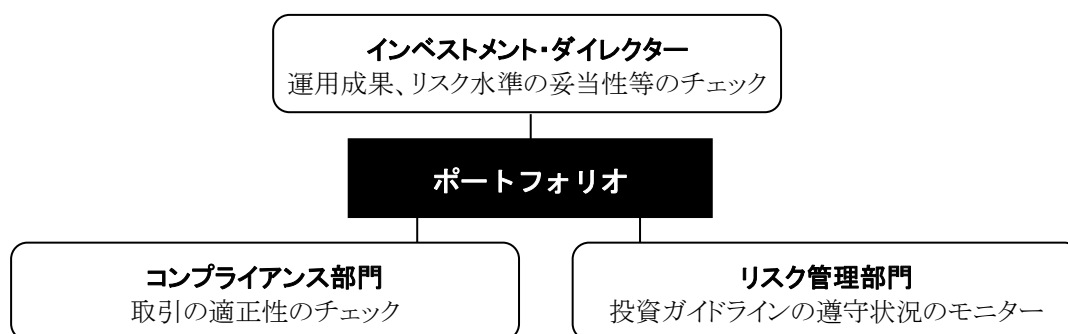 インベストメント・ダイレクター
運用成果、リスク水準の妥当性等のチェック
ポートフォリオ
コンプライアンス部門
取引の適正性のチェック
リスク管理部門
投資ガイドラインの遵守状況のモニター